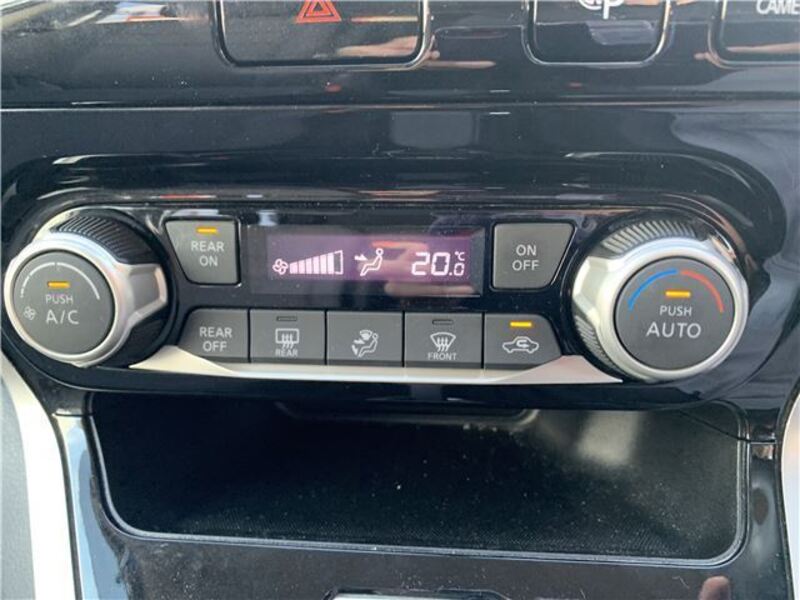 CAME
REAR
ON
20.0
°C
ON
OFF
PUSH
A/C
REAR
OFF
REAR
FRONT
PUSH
AUTO